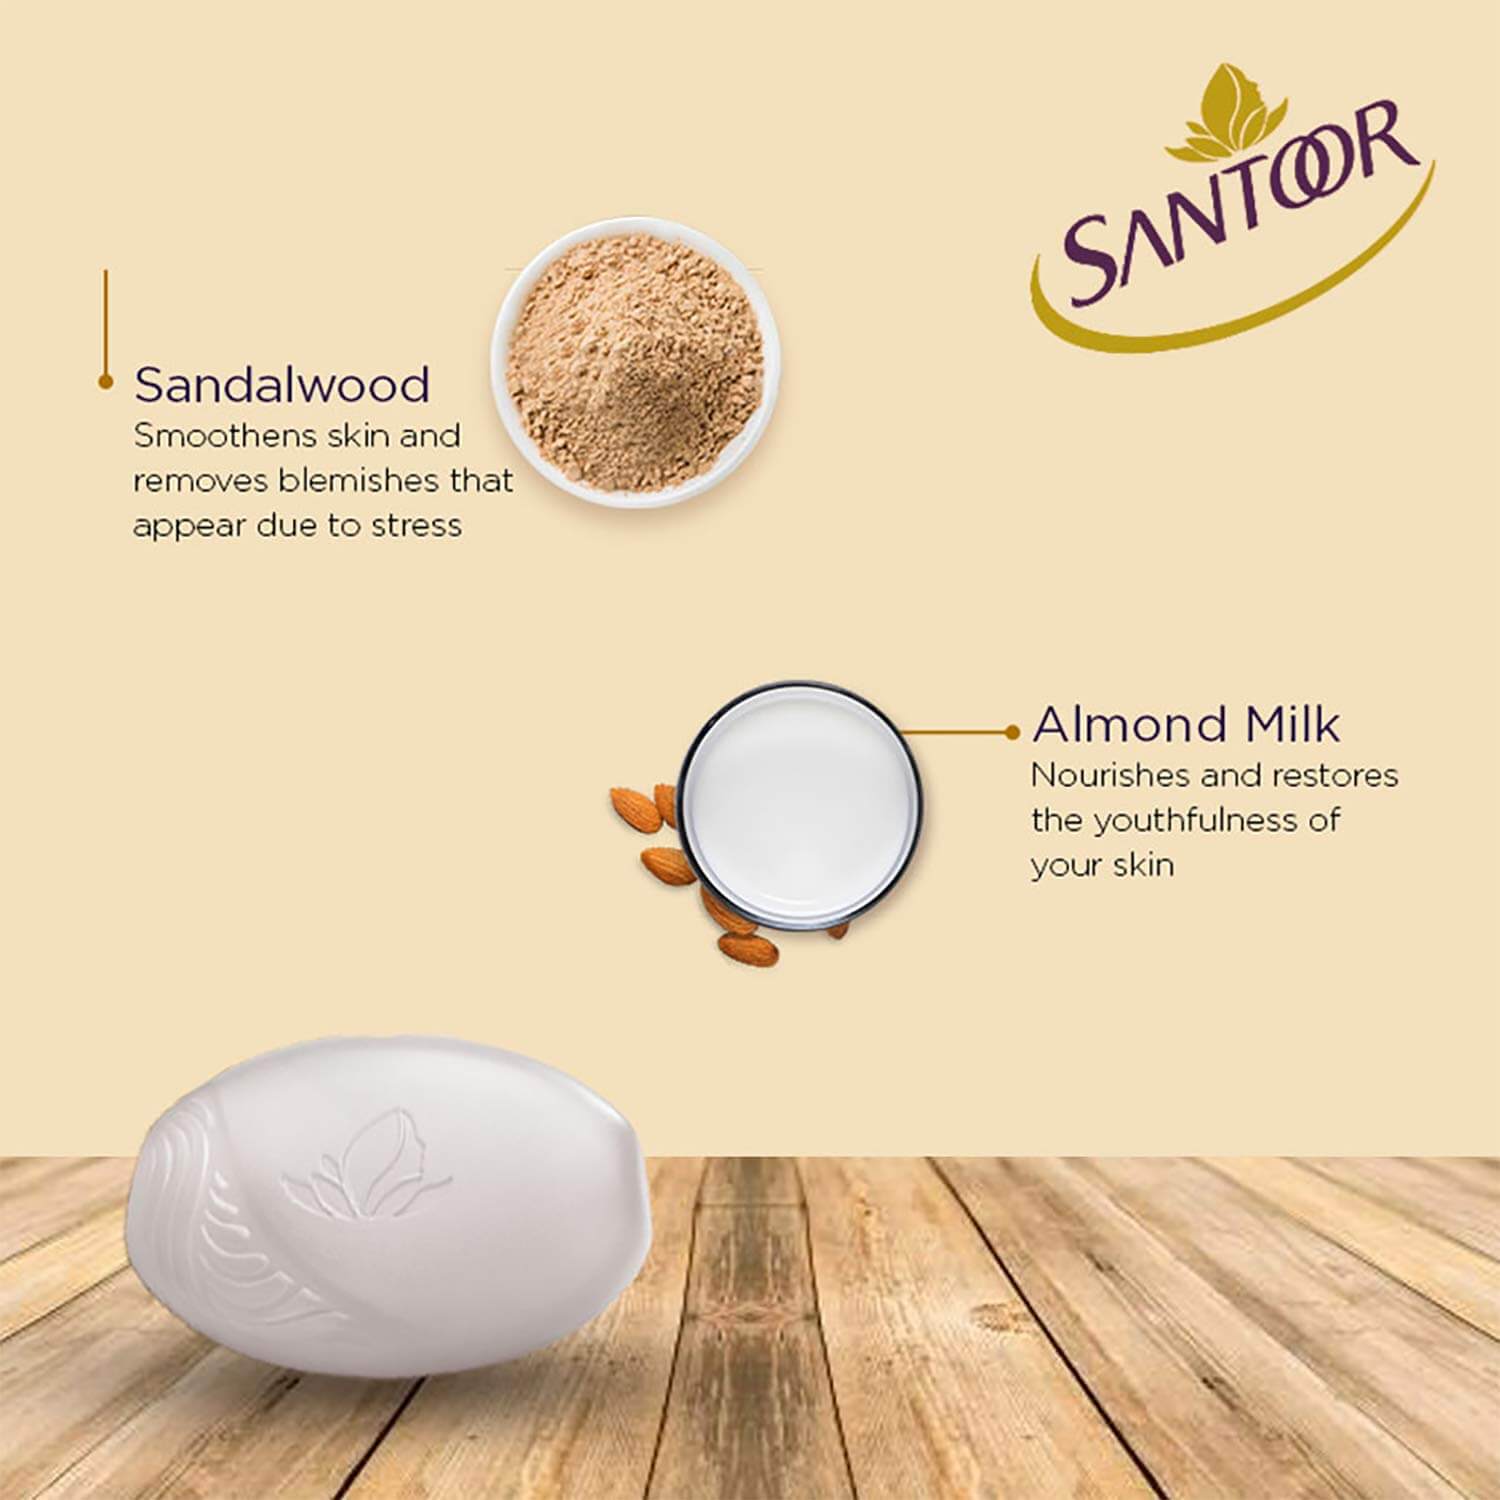 SANTOOR
Sandalwood
Smoothens skin and
removes blemishes that
appear due to stress
Almond Milk
Nourishes and restores
the youthfulness of
your skin